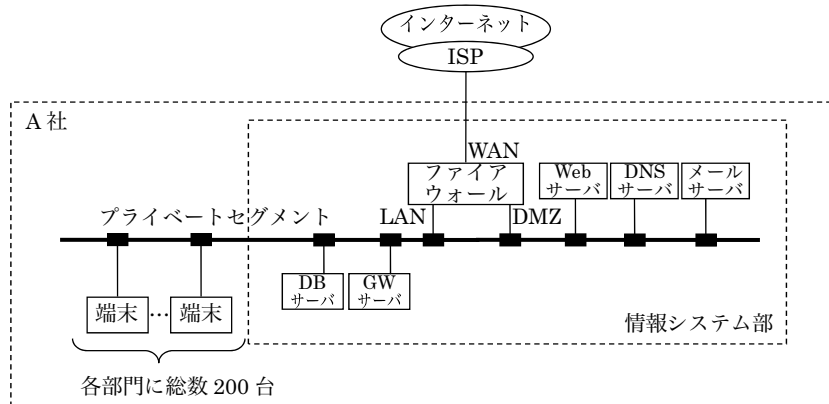 インターネット
ISP
A社
WAN
ファイア
ウォール
Web
サーバ
DNS
サーバ
メール
サーバ
プライベートセグメント
LAN
DMZ
DB
サーバ
GW
サーバ
端末
…
端末
情報システム部
各部門に総数 200 台